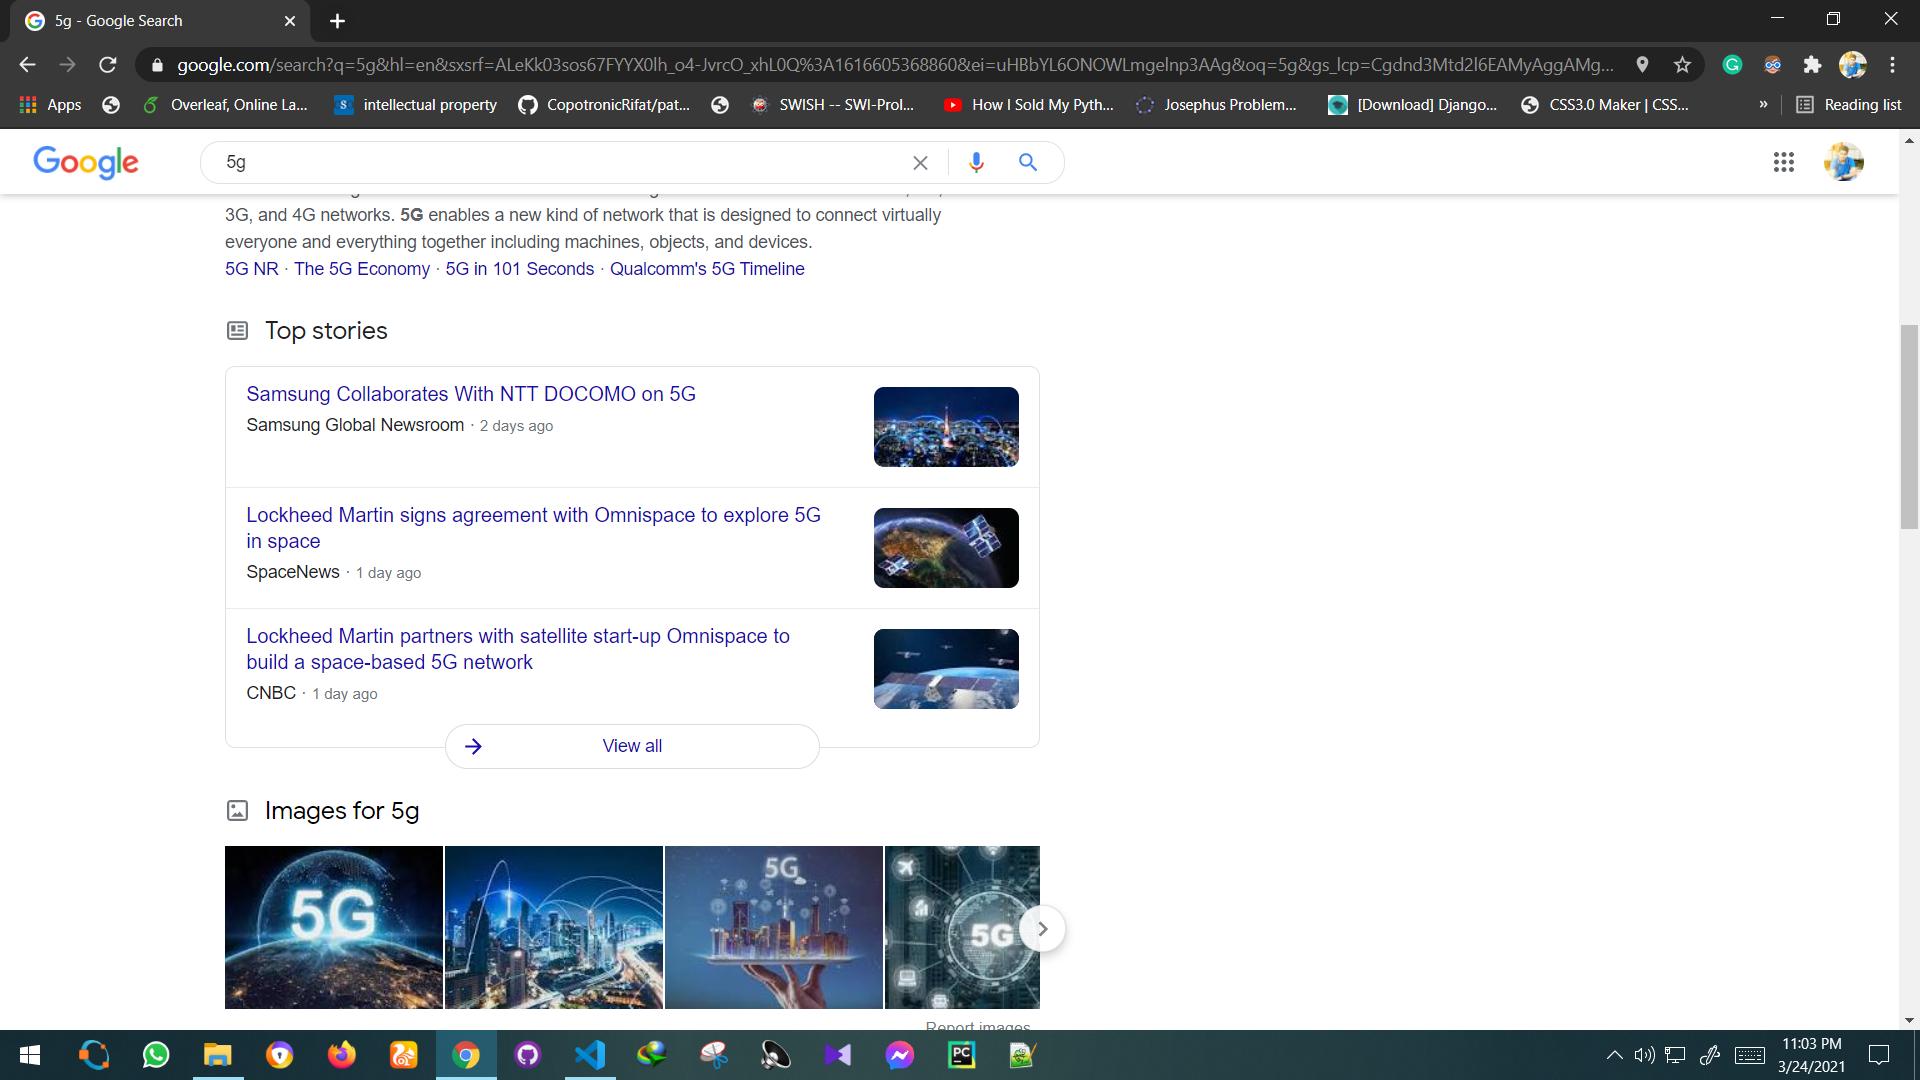 5g - Google Search
google.com/search?q=5g&hl=en&sxsrf=ALeKk03sos67FYYX0lh_o4-JvrcO_xhL0Q%3A1616605368860&ei=uHBbYL6ONOWLmgelnp3AAg&oq=5g&gs_lcp=Cgdnd3Mtd2l6EAMyAggAMg...
Apps Overleaf, Online La... intellectual property CopotronicRifat/pat... SWISH -- SWI-Prol... How I Sold My Pyth... Josephus Problem... [Download] Django... CSS3.0 Maker | CSS... » Reading list
Google 5g
3G, and 4G networks. 5G enables a new kind of network that is designed to connect virtually
everyone and everything together including machines, objects, and devices.
5G NR · The 5G Economy · 5G in 101 Seconds · Qualcomm's 5G Timeline
Top stories
Samsung Collaborates With NTT DOCOMO on 5G
Samsung Global Newsroom · 2 days ago
Lockheed Martin signs agreement with Omnispace to explore 5G
in space
SpaceNews · 1 day ago
Lockheed Martin partners with satellite start-up Omnispace to
build a space-based 5G network
CNBC · 1 day ago
View all
Images for 5g
5G
5G
5G
Report images
11:03 PM
3/24/2021